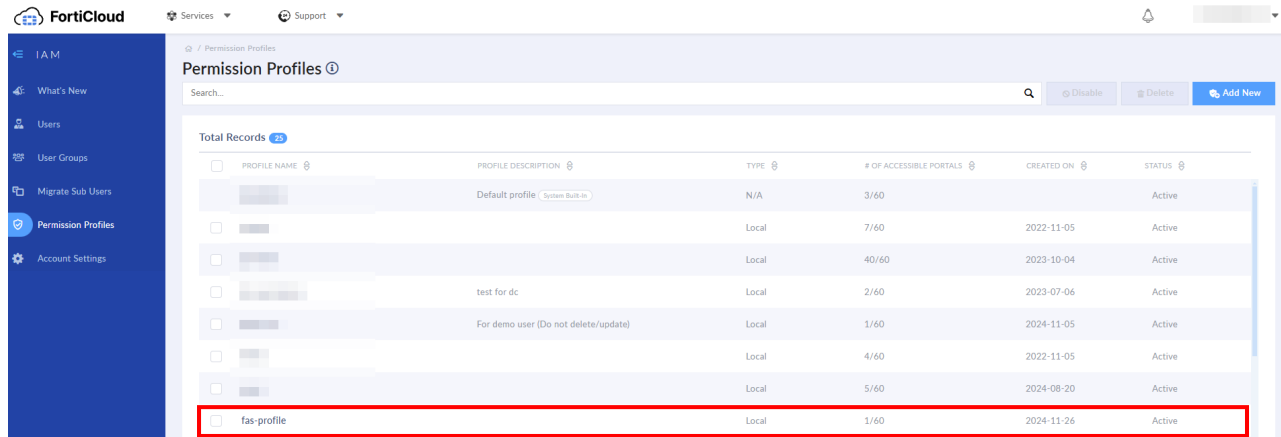 FortiCloud Services Support
IAM
/ Permission Profiles
Permission Profiles
What's New
Search...
Disable
Delete
Add New
Users
Total Records 25
User Groups
PROFILE NAME PROFILE DESCRIPTION TYPE # OF ACCESSIBLE PORTALS CREATED ON STATUS
Migrate Sub Users
Default profile System Built-In N/A 3/60 Active
Permission Profiles
Local 7/60 2022-11-05 Active
Account Settings
Local 40/60 2023-10-04 Active
test for dc Local 2/60 2023-07-06 Active
For demo user (Do not delete/update) Local 1/60 2024-11-05 Active
Local 4/60 2022-11-05 Active
Local 5/60 2024-08-20 Active
fas-profile Local 1/60 2024-11-26 Active